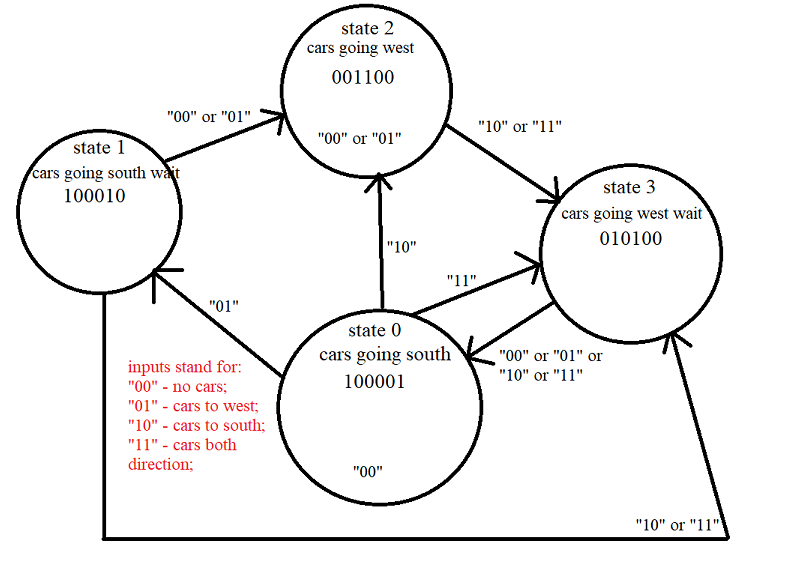 state 2
cars going west
001100
"00" or "01"
"00" or "01"
"10" or "11"
state 1
cars going south wait
100010
state 3
cars going west wait
010100
"10"
"11"
"01"
state 0
cars going south
100001
"00"
"00" or "01" or
"10" or "11"
inputs stand for:
"00" - no cars;
"01" - cars to west;
"10" - cars to south;
"11" - cars both
direction;
"10" or "11"